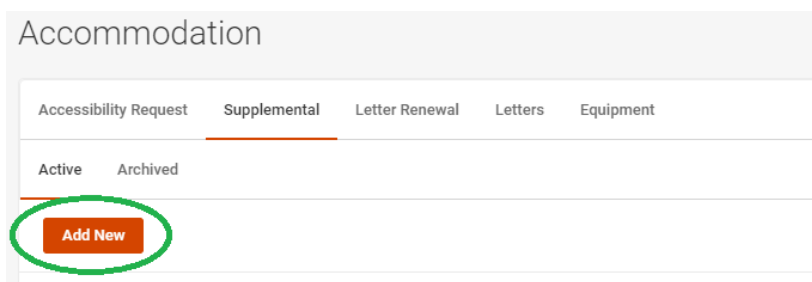 Accommodation
Accessibility Request Supplemental Letter Renewal Letters Equipment
Active Archived
Add New